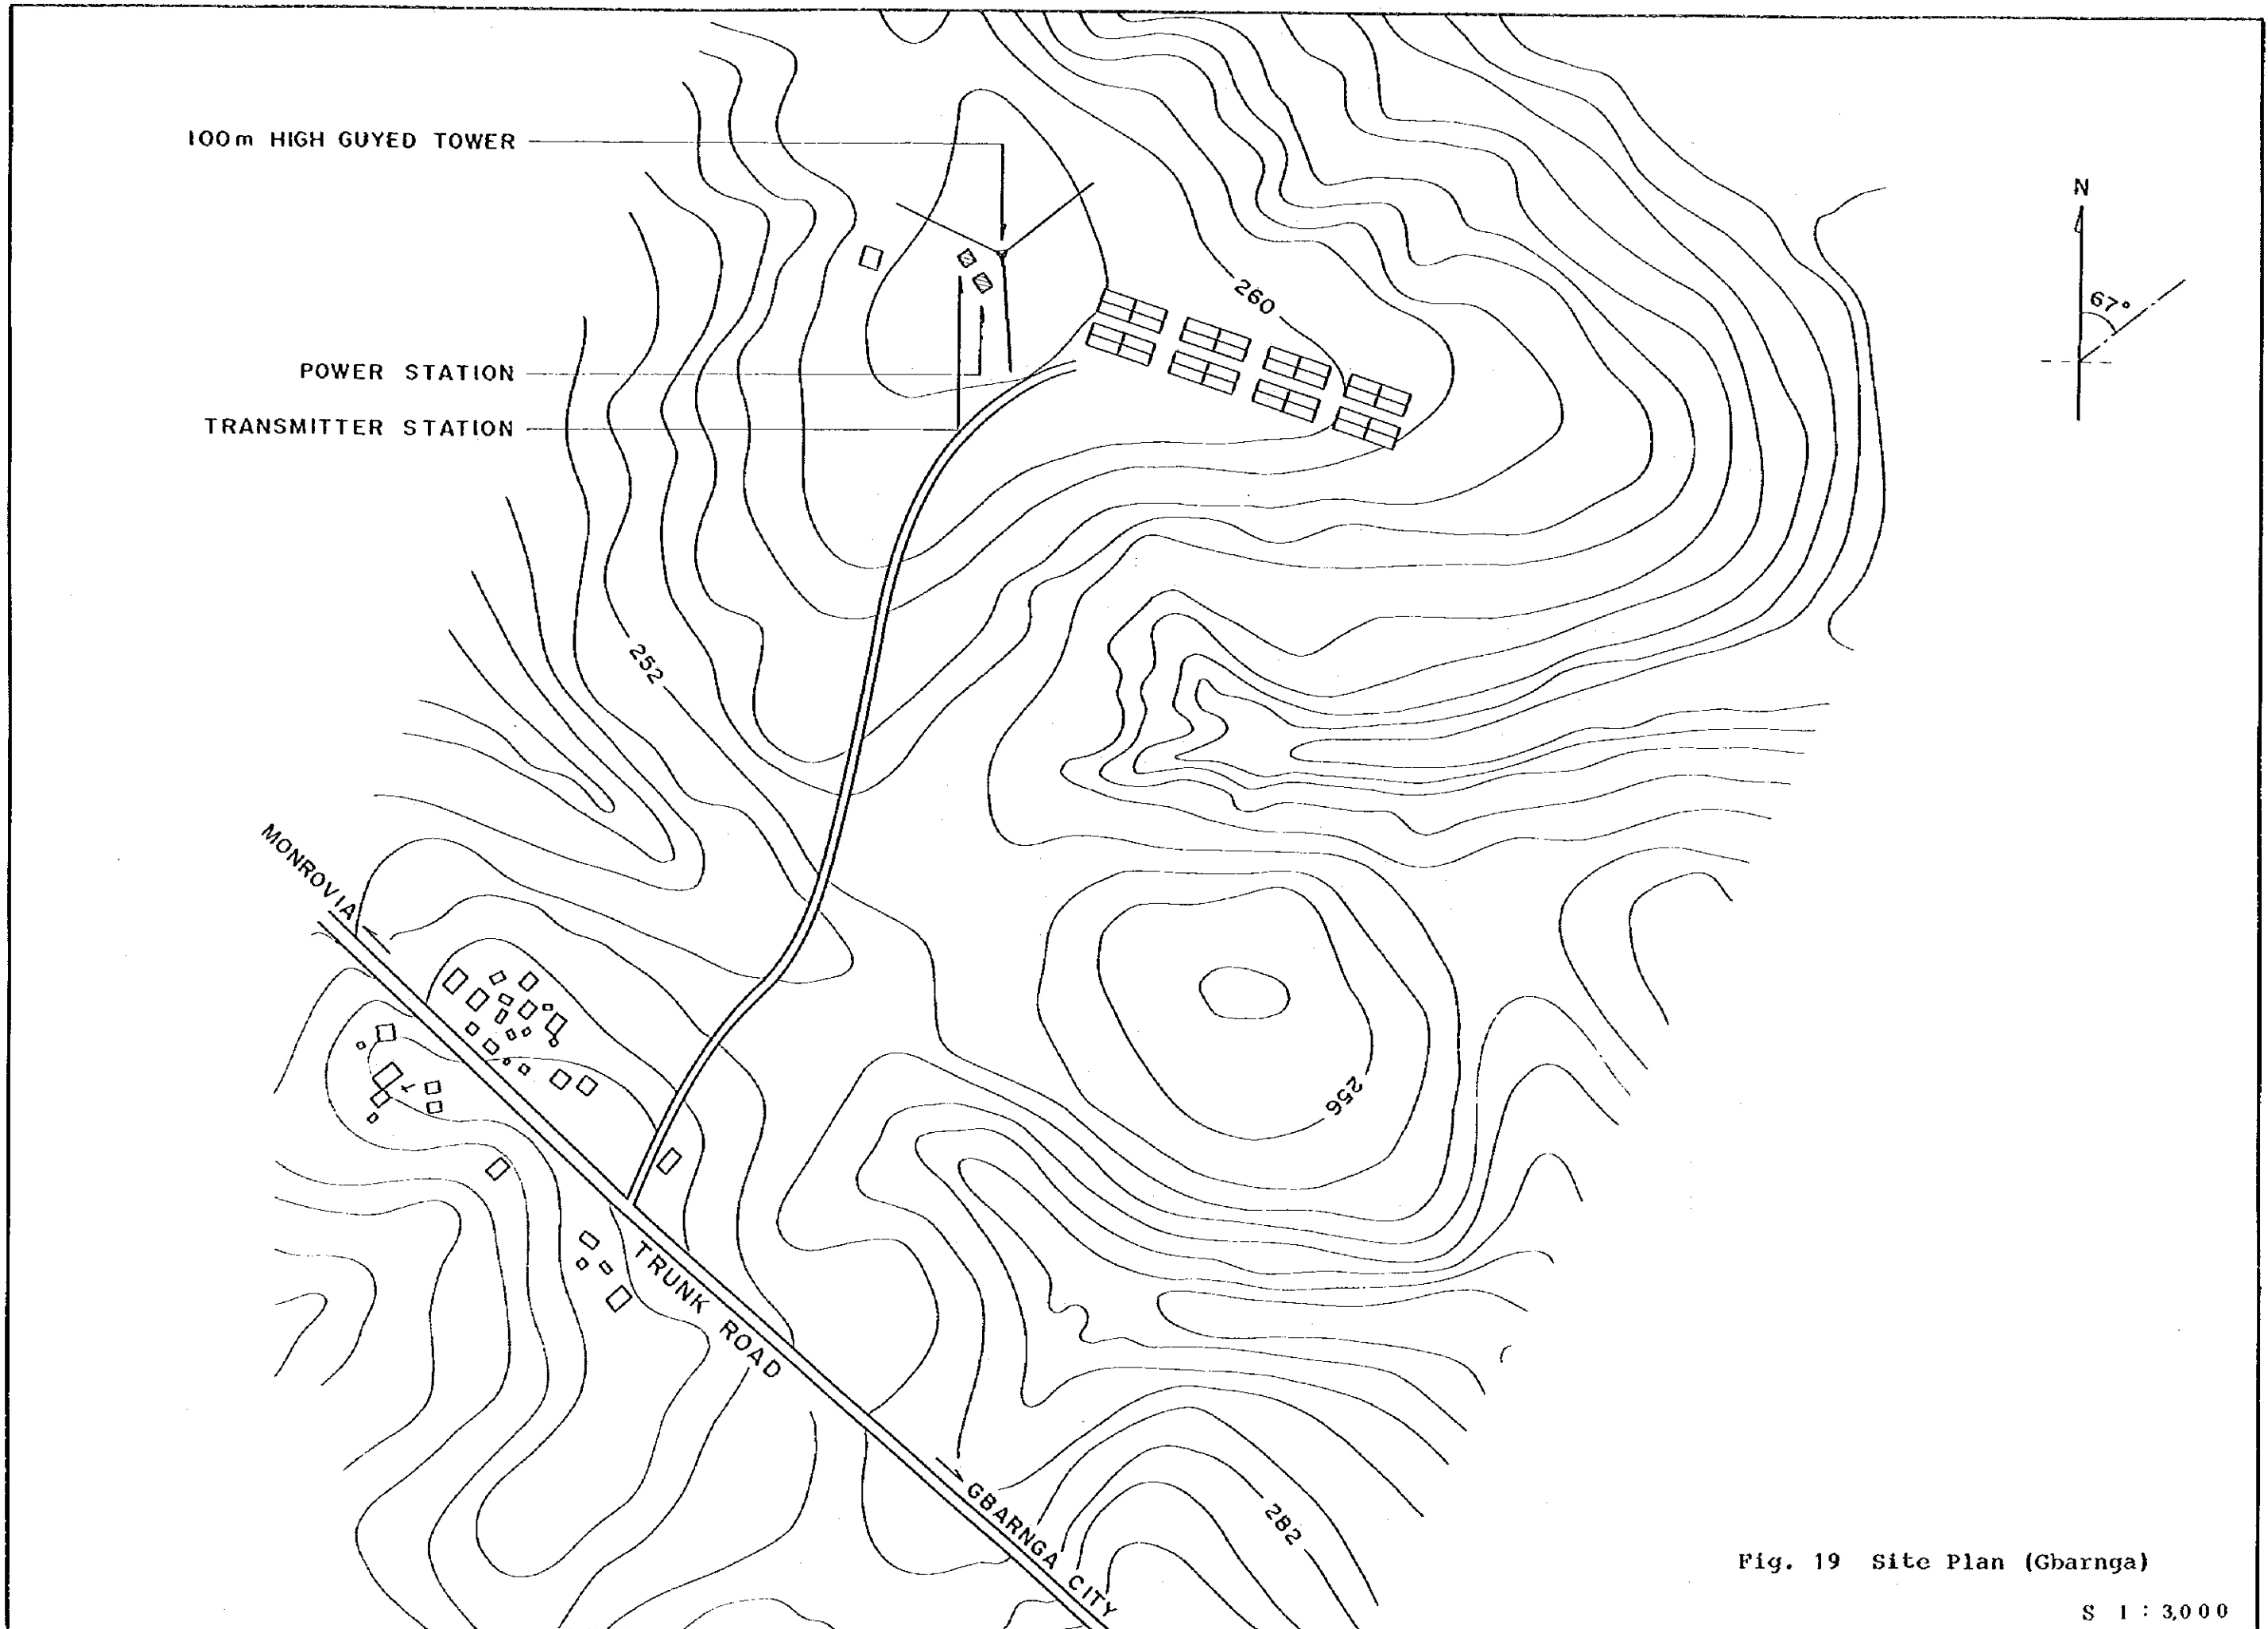 100m HIGH GUYED TOWER
N
67°
260
POWER STATION
TRANSMITTER STATION
252
MONROVIA
256
TRUNK ROAD
GBARNGA CITY
282
Fig. 19 Site Plan (Gbarnga)
S 1 : 3,000